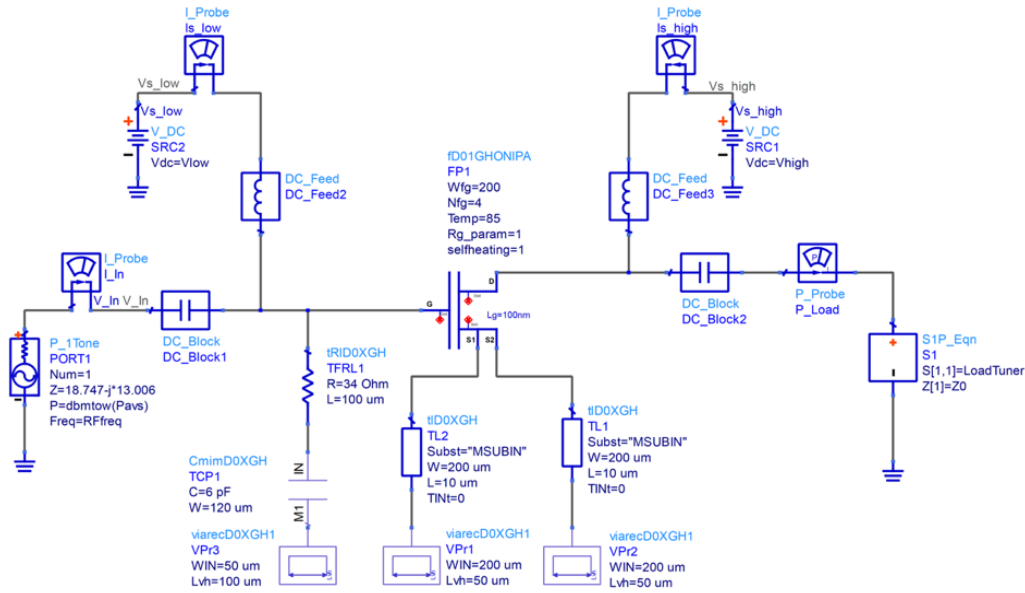 I_Probe
Is_low
Vs_low
Vs_low
V_DC
SRC2
Vdc=Vlow
DC_Feed
DC_Feed2
I_Probe
I_In
V_In
V_In
DC_Block
DC_Block1
P_1Tone
PORT1
Num=1
Z=18.747-j*13.006
P=dbmtow(Pavs)
Freq=RFfreq
tRID0XGH
TFRL1
R=34 Ohm
L=100 um
CmimD0XGH
TCP1
C=6 pF
W=120 um
IN
M1
viarecD0XGH1
VPr3
WIN=50 um
Lvh=100 um
Lvh
fD01GHONIPA
FP1
Wfg=200
Nfg=4
Temp=85
Rg_param=1
selfheating=1
G
D
Lg=100nm
S1
S2
tlD0XGH
TL2
Subst="MSUBIN"
W=200 um
L=10 um
TINt=0
viarecD0XGH1
VPr1
WIN=200 um
Lvh=50 um
Lvh
tlD0XGH
TL1
Subst="MSUBIN"
W=200 um
L=10 um
TINt=0
viarecD0XGH1
VPr2
WIN=200 um
Lvh=50 um
Lvh
I_Probe
Is_high
Vs_high
Vs_high
V_DC
SRC1
Vdc=Vhigh
DC_Feed
DC_Feed3
DC_Block
DC_Block2
P
P_Probe
P_Load
S1P_Eqn
S1
S[1,1]=LoadTuner
Z[1]=Z0